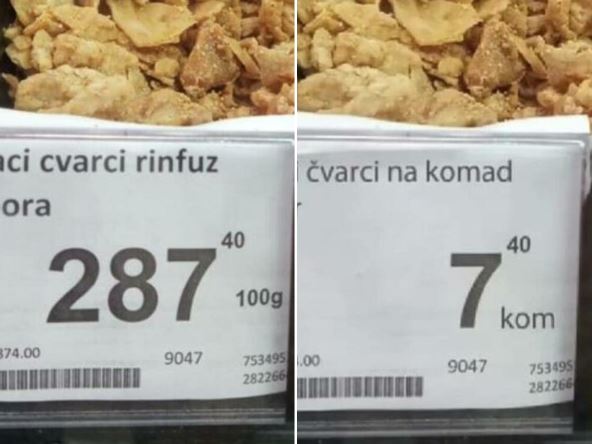 aci cvarci rinfuz
ora
287 40
100g
874.00
9047
753495
282266
čvarci na komad
7 40
kom
.00
9047
753495
282266